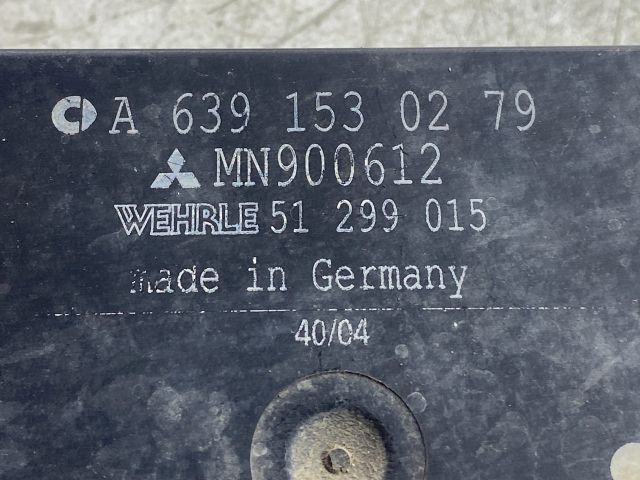 A 639 153 02 79
MN900612
WEHRLE 51 299 015
made in Germany
40/04